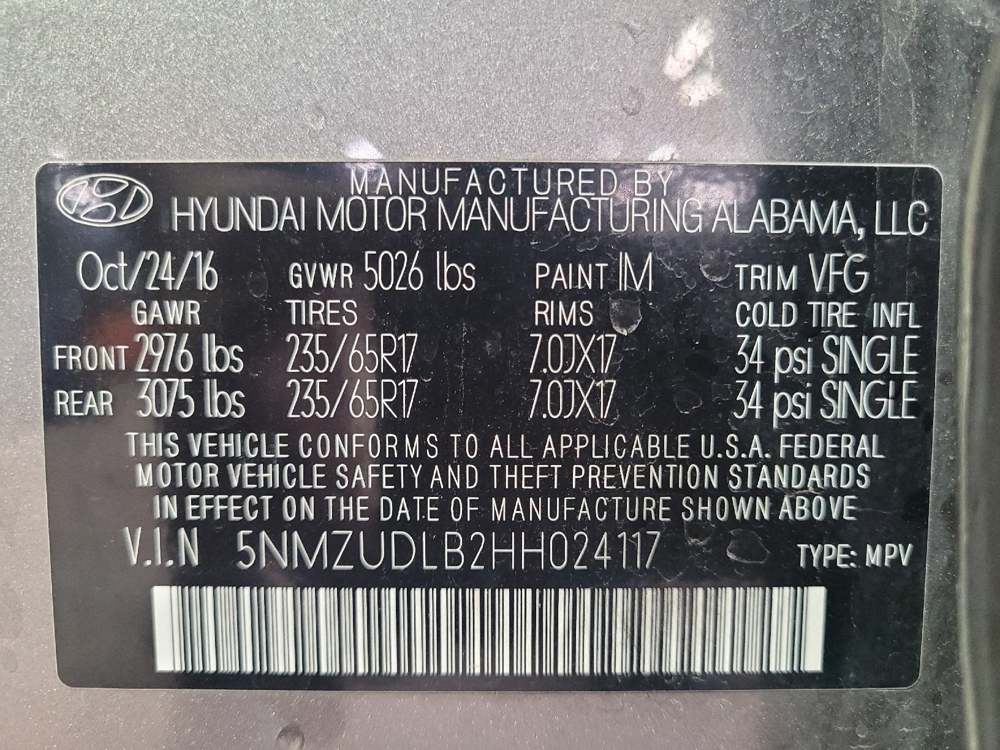 MANUFACTURED BY
HYUNDAI MOTOR MANUFACTURING ALABAMA, LLC
Oct/24/16 GVWR 5026 lbs PAINT IM TRIM VFG
GAWR TIRES RIMS COLD TIRE INFL
FRONT 2976 lbs 235/65R17 7.0JX17 34 psi SINGLE
REAR 3075 lbs 235/65R17 7.0JX17 34 psi SINGLE
THIS VEHICLE CONFORMS TO ALL APPLICABLE U.S.A. FEDERAL
MOTOR VEHICLE SAFETY AND THEFT PREVENTION STANDARDS
IN EFFECT ON THE DATE OF MANUFACTURE SHOWN ABOVE
V.I.N 5NMZUDLB2HH024117 TYPE: MPV